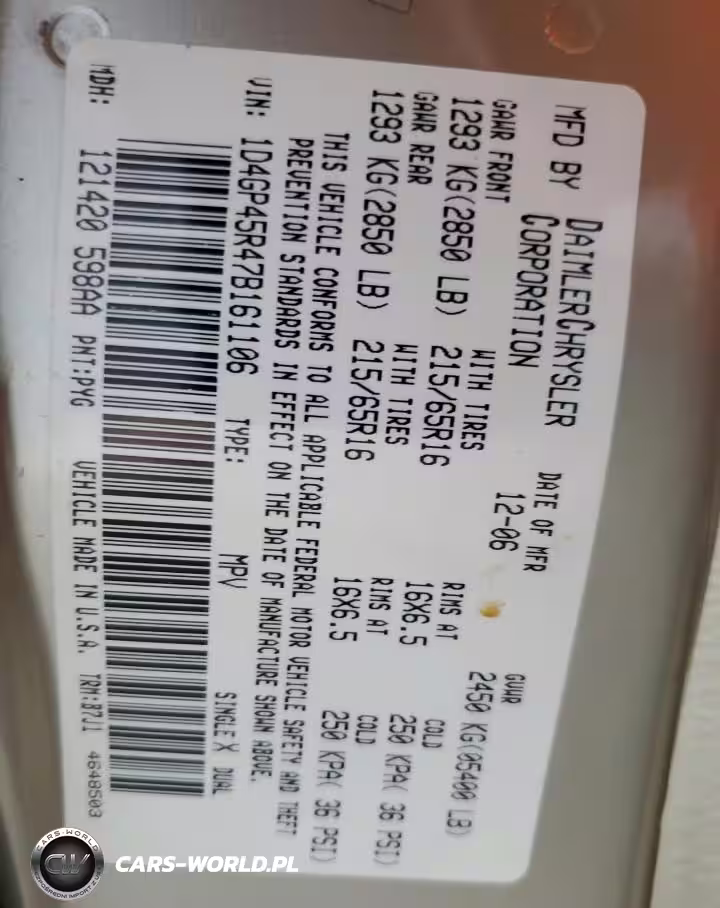 MFD BY DAIMLERCHRYSLER CORPORATION
DATE OF MFR 12-06
GVWR 2450 KG(05400 LB)
GAWR FRONT WITH TIRES RIMS AT COLD
1293 KG(2850 LB) 215/65R16 16X6.5 250 KPA( 36 PSI)
GAWR REAR WITH TIRES RIMS AT COLD
1293 KG(2850 LB) 215/65R16 16X6.5 250 KPA( 36 PSI)
THIS VEHICLE CONFORMS TO ALL APPLICABLE FEDERAL MOTOR VEHICLE SAFETY AND THEFT
PREVENTION STANDARDS IN EFFECT ON THE DATE OF MANUFACTURE SHOWN ABOVE.
VIN: 1D4GP45R47B161106 TYPE: MPV SINGLE X DUAL
MDH: 121420 598AA PNT:PYG VEHICLE MADE IN U.S.A. TRM:B7J1 4648503
CARS-WORLD
CW
CARS-WORLD.PL